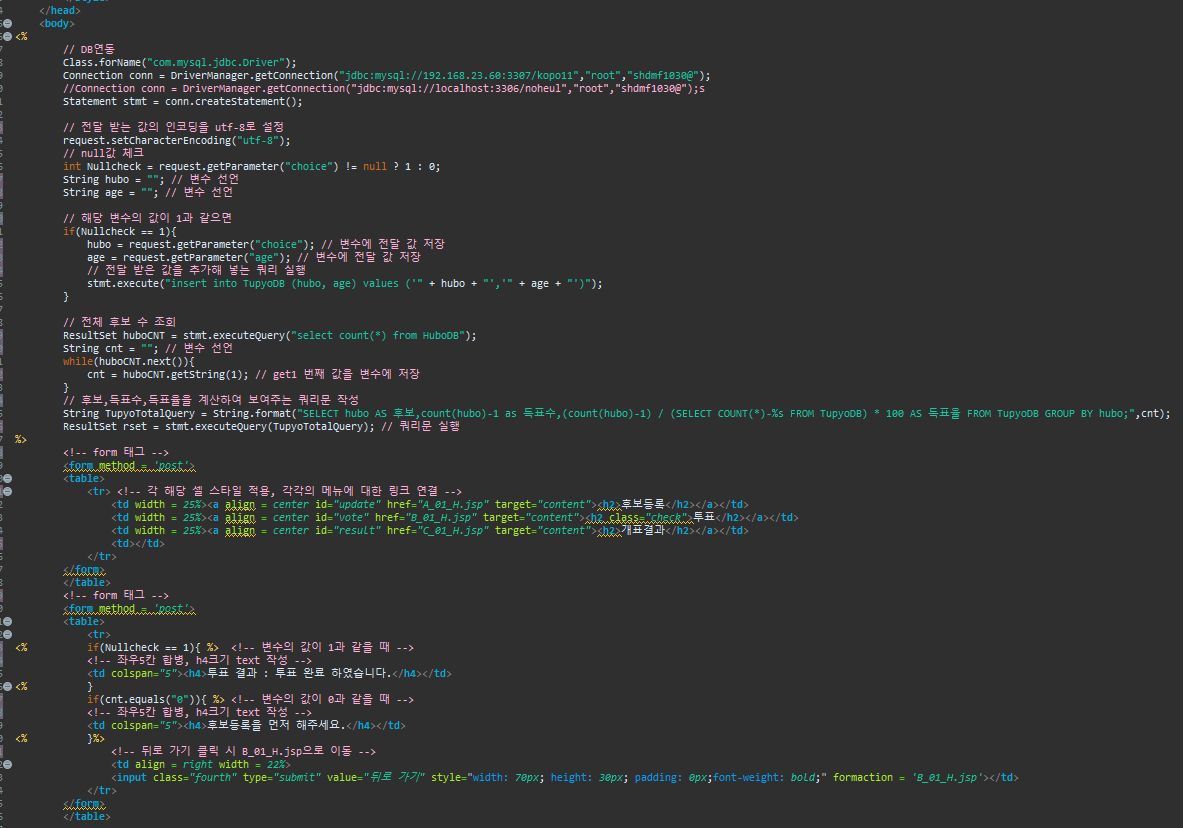 </head>
<body>
<%
// DB연동
Class.forName("com.mysql.jdbc.Driver");
Connection conn = DriverManager.getConnection("jdbc:mysql://192.168.23.60:3307/kopo11","root","shdmf1030@");
//Connection conn = DriverManager.getConnection("jdbc:mysql://localhost:3306/noheul","root","shdmf1030@");s
Statement stmt = conn.createStatement();
// 전달 받는 값의 인코딩을 utf-8로 설정
request.setCharacterEncoding("utf-8");
// null값 체크
int Nullcheck = request.getParameter("choice") != null ? 1 : 0;
String hubo = ""; // 변수 선언
String age = ""; // 변수 선언
// 해당 변수의 값이 1과 같으면
if(Nullcheck == 1){
hubo = request.getParameter("choice"); // 변수에 전달 값 저장
age = request.getParameter("age"); // 변수에 전달 값 저장
// 전달 받은 값을 추가해 넣는 쿼리 실행
stmt.execute("insert into TupyoDB (hubo, age) values ('" + hubo + "','" + age + "')");
}
// 전체 후보 수 조회
ResultSet huboCNT = stmt.executeQuery("select count(*) from HuboDB");
String cnt = ""; // 변수 선언
while(huboCNT.next()){
cnt = huboCNT.getString(1); // get1 번째 값을 변수에 저장
}
// 후보,득표수,득표율을 계산하여 보여주는 쿼리문 작성
String TupyoTotalQuery = String.format("SELECT hubo AS 후보,count(hubo)-1 as 득표수,(count(hubo)-1) / (SELECT COUNT(*)-%s FROM TupyoDB) * 100 AS 득표율 FROM TupyoDB GROUP BY hubo;",cnt);
ResultSet rset = stmt.executeQuery(TupyoTotalQuery); // 쿼리문 실행
%>
<!-- form 태그 -->
<form method = 'post'>
<table>
<tr> <!-- 각 해당 셀 스타일 적용, 각각의 메뉴에 대한 링크 연결 -->
<td width = 25%><a align = center id="update" href="A_01_H.jsp" target="content"><h2>후보등록</h2></a></td>
<td width = 25%><a align = center id="vote" href="B_01_H.jsp" target="content"><h2 class="check">투표</h2></a></td>
<td width = 25%><a align = center id="result" href="C_01_H.jsp" target="content"><h2>개표결과</h2></a></td>
<td></td>
</tr>
</form>
</table>
<!-- form 태그 -->
<form method = 'post'>
<table>
<tr>
<% if(Nullcheck == 1){ %> <!-- 변수의 값이 1과 같을 때 -->
<!-- 좌우5칸 합병, h4크기 text 작성 -->
<td colspan="5"><h4>투표 결과 : 투표 완료 하였습니다.</h4></td>
<% }
if(cnt.equals("0")){ %> <!-- 변수의 값이 0과 같을 때 -->
<!-- 좌우5칸 합병, h4크기 text 작성 -->
<td colspan="5"><h4>후보등록을 먼저 해주세요.</h4></td>
<% }%>
<!-- 뒤로 가기 클릭 시 B_01_H.jsp으로 이동 -->
<td align = right width = 22%>
<input class="fourth" type="submit" value="뒤로 가기" style="width: 70px; height: 30px; padding: 0px;font-weight: bold;" formaction = 'B_01_H.jsp'></td>
</tr>
</form>
</table>